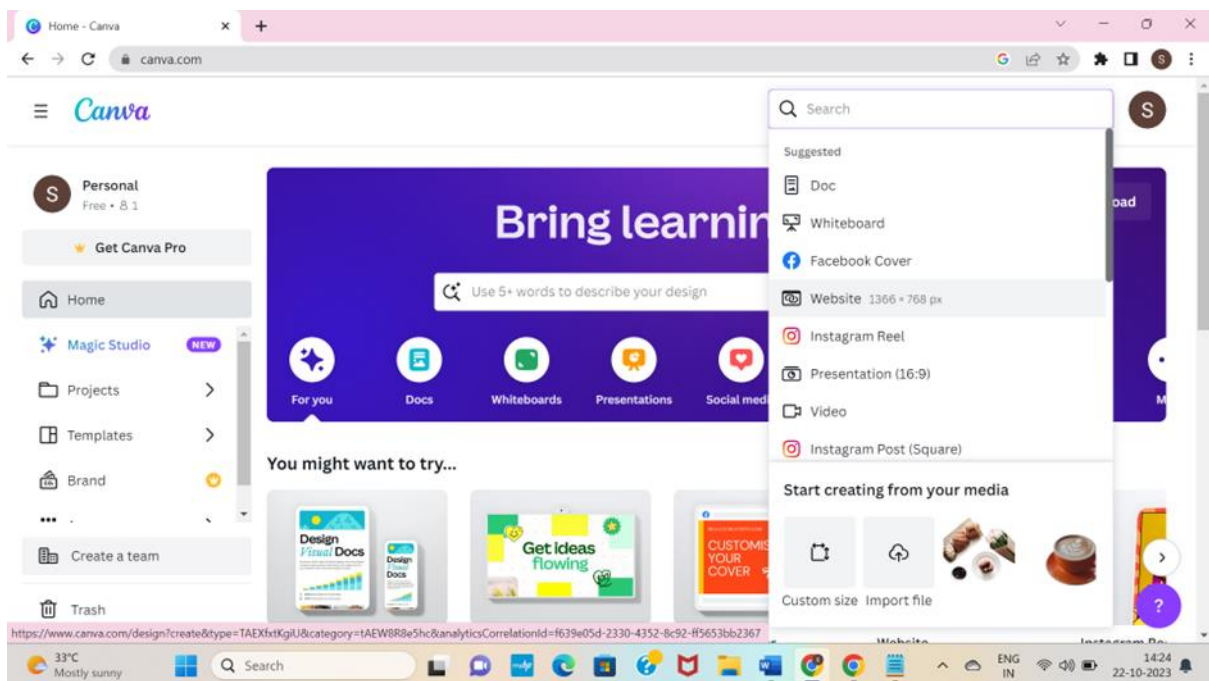 Home - Canva
canva.com
S
Canva
Search
S
Suggested
Doc
Whiteboard
Facebook Cover
Website 1366 × 768 px
Instagram Reel
Presentation (16:9)
Video
Instagram Post (Square)
Start creating from your media
Custom size Import file
S
Personal
Free • 1
Get Canva Pro
Home
Magic Studio NEW
Projects
Templates
Brand
Create a team
Trash
Bring learnin
oad
Use 5+ words to describe your design
For you Docs Whiteboards Presentations Social med M
You might want to try...
Design
Visual Docs
Design
Visual
Docs
Get ideas
flowing
CUSTOMIS
YOUR
COVER
?
https://www.canva.com/design?create&type=TAEXfxtKgiU&category=tAEW8R8e5hc&analyticsCorrelationId=f639e05d-2330-4352-8c92-ff5653bb2367
Website
33°C
Mostly sunny
Search
ENG
IN
14:24
22-10-2023